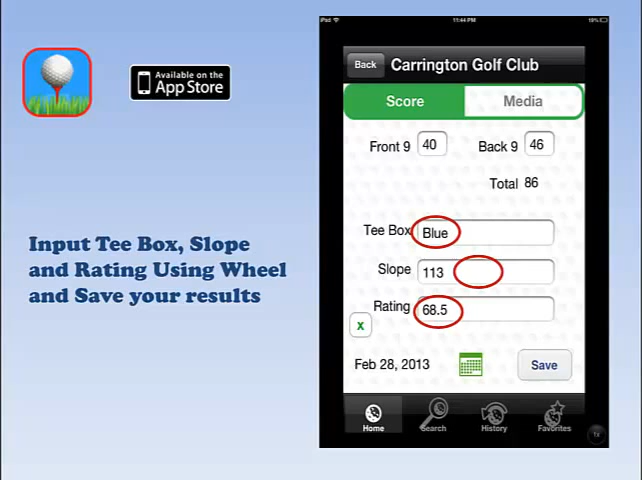 iPad
11:44 PM
19%
Back
Carrington Golf Club
Available on the
App Store
Score
Media
Front 9
40
Back 9
46
Total 86
Input Tee Box, Slope
and Rating Using Wheel
and Save your results
Tee Box
Blue
Slope
113
Rating
68.5
x
Feb 28, 2013
Save
Home
Search
History
Favorites
1x